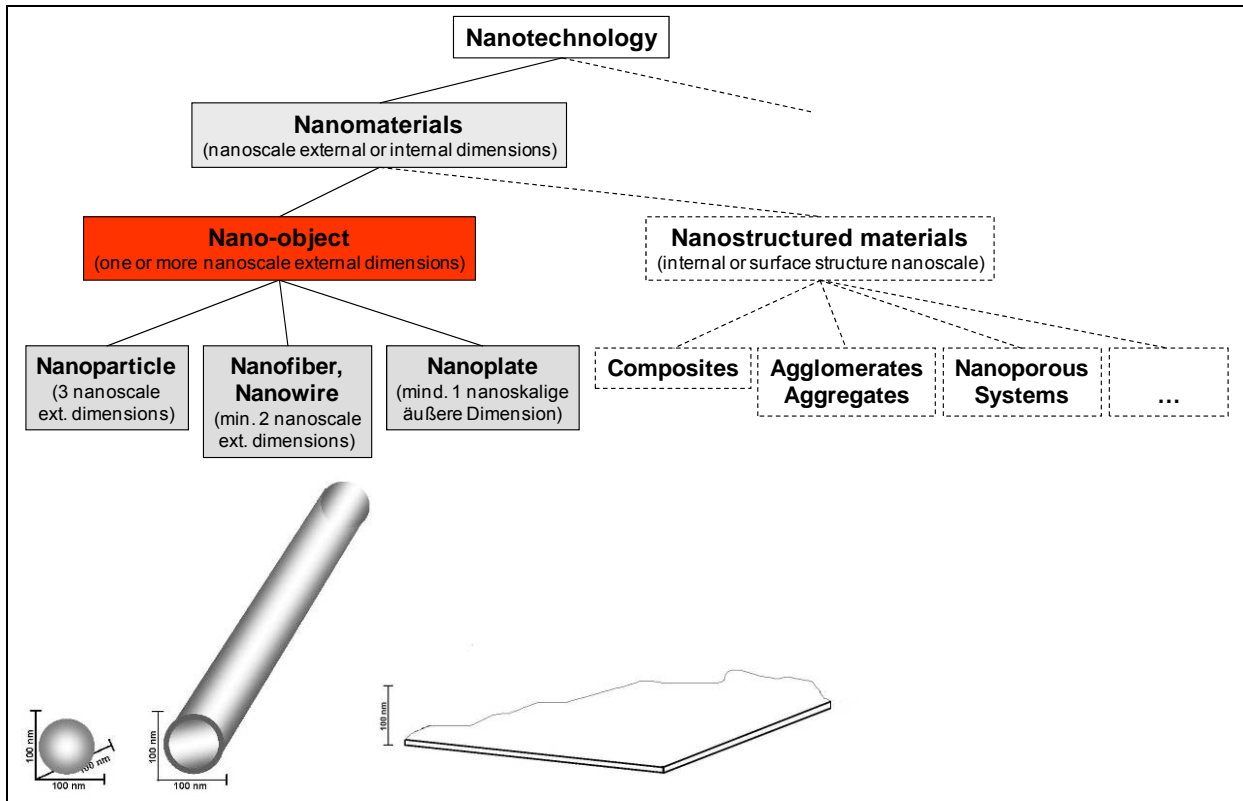 Nanotechnology
Nanomaterials
(nanoscale external or internal dimensions)
Nano-object
(one or more nanoscale external dimensions)
Nanostructured materials
(internal or surface structure nanoscale)
Nanoparticle
(3 nanoscale
ext. dimensions)
Nanofiber,
Nanowire
(min. 2 nanoscale
ext. dimensions)
Nanoplate
(mind. 1 nanoskalige
äußere Dimension)
Composites
Agglomerates
Aggregates
Nanoporous
Systems
...
100 nm
100 nm
100 nm
100 nm
100 nm
100 nm